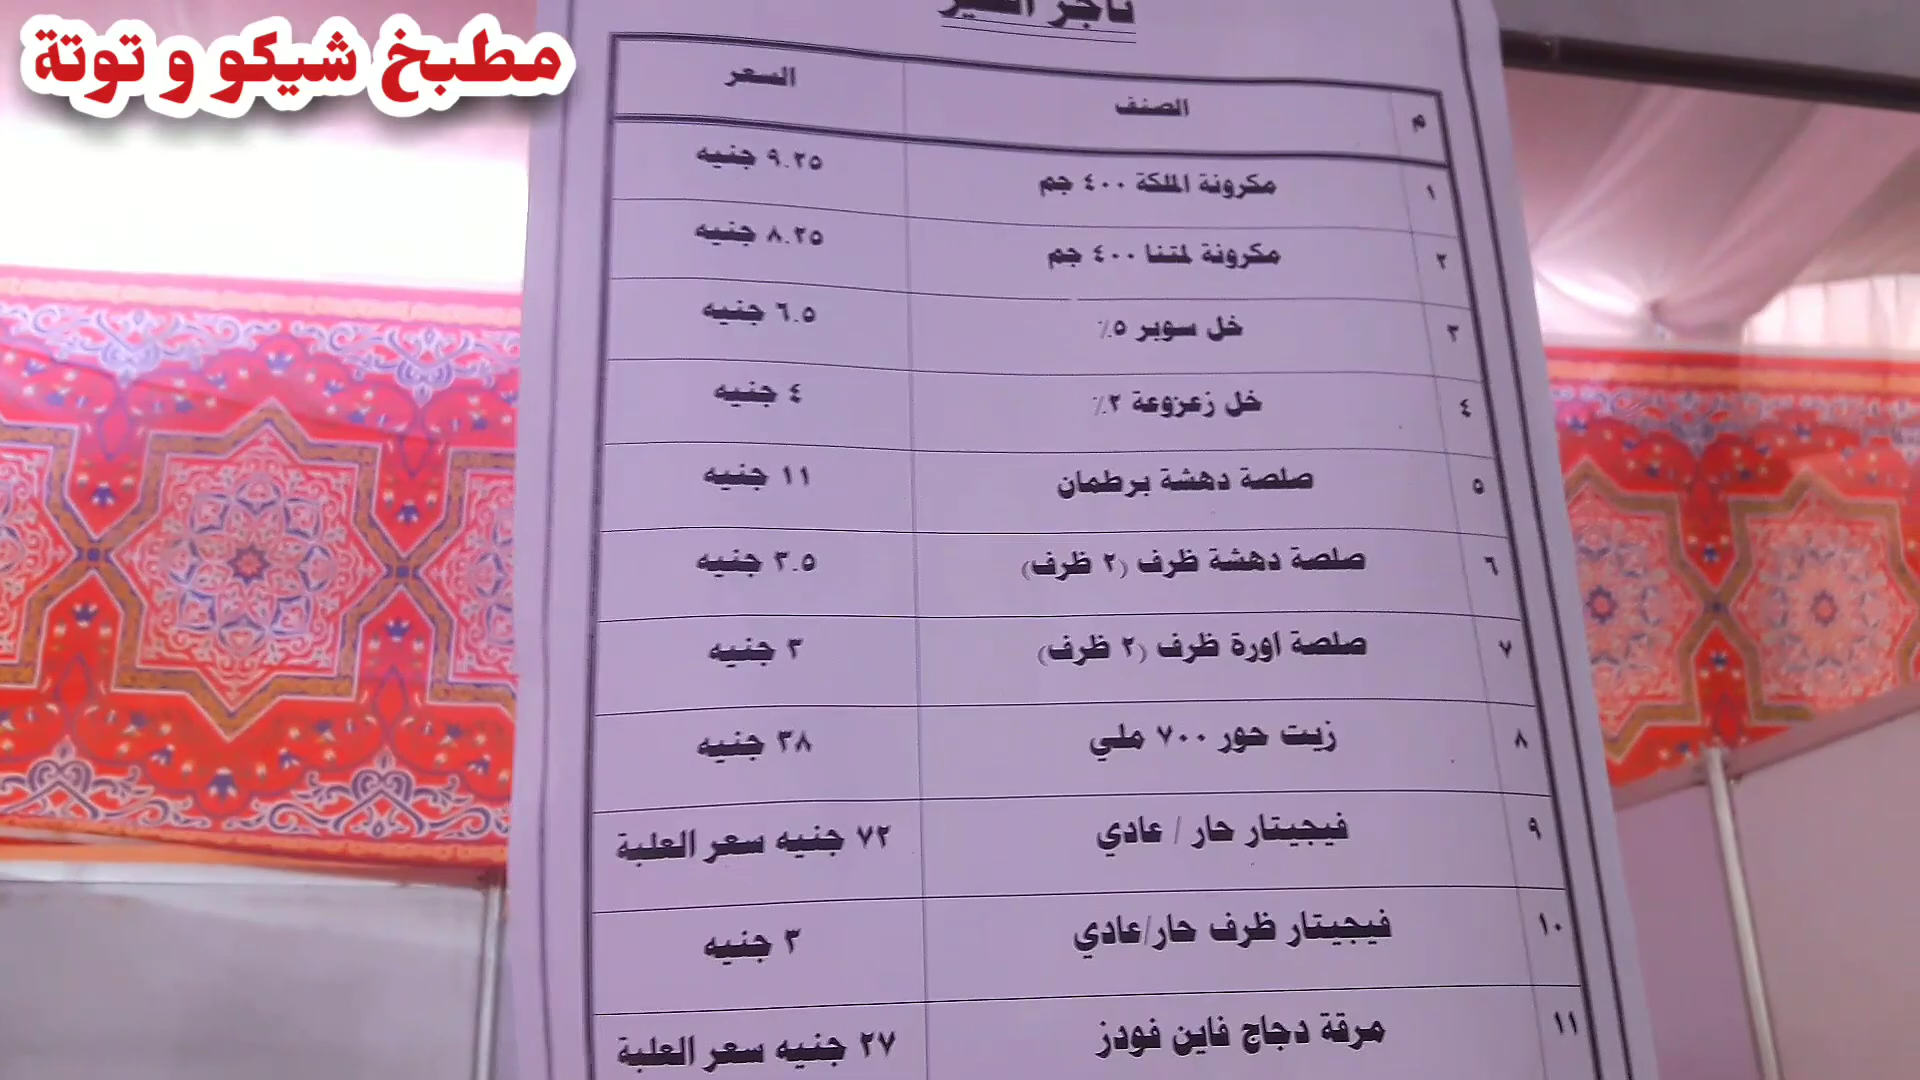 مطبخ شيكو و توتة
تاجر الخير
م الصنف السعر
١ مكرونة الملكة ٤٠٠ جم ٩.٢٥ جنيه
٢ مكرونة لمتنا ٤٠٠ جم ٨.٢٥ جنيه
٣ خل سوبر ٥٪ ٦.٥ جنيه
٤ خل زعزوعة ٢٪ ٤ جنيه
٥ صلصة دهشة برطمان ١١ جنيه
٦ صلصة دهشة ظرف (٢ ظرف) ٣.٥ جنيه
٧ صلصة اورة ظرف (٢ ظرف) ٣ جنيه
٨ زيت حور ٧٠٠ ملي ٣٨ جنيه
٩ فيجيتار حار / عادي ٧٢ جنيه سعر العلبة
١٠ فيجيتار ظرف حار/عادي ٣ جنيه
١١ مرقة دجاج فاين فودز ٢٧ جنيه سعر العلبة